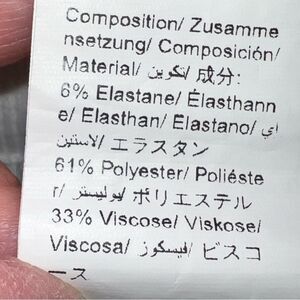 Composition/ Zusamme
nsetzung/ Composición/
Material/ تكوين/ 成分:
6% Elastane/ Élasthann
e/ Elasthan/ Elastano/ اي
لاستين/ エラスタン
61% Polyester/ Poliéste
r/ بوليستر/ ポリエステル
33% Viscose/ Viskose/
Viscosa/ فيسكوز/ ビスコ
ース